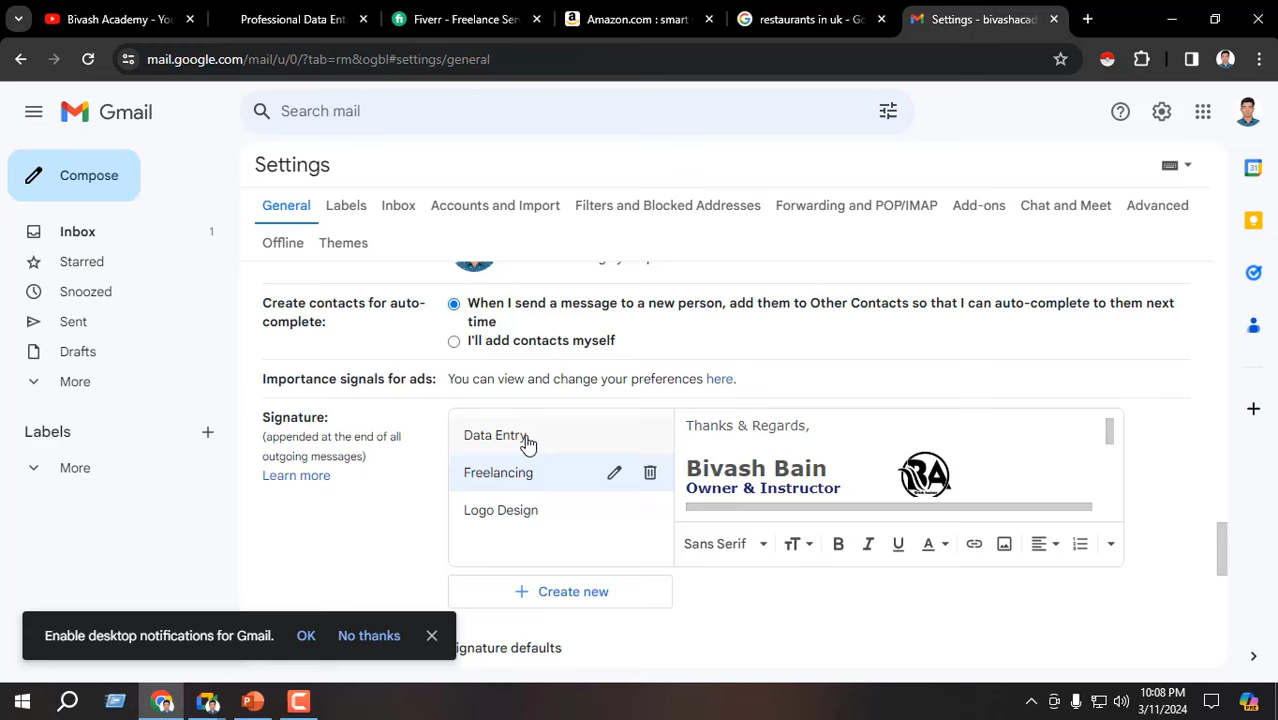 Bivash Academy - Yo
Professional Data Ent
Fiverr - Freelance Ser
Amazon.com : smart
restaurants in uk - Go
Settings - bivashacad
mail.google.com/mail/u/0/?tab=rm&ogbl#settings/general
Gmail
Search mail
Compose
Inbox 1
Starred
Snoozed
Sent
Drafts
More
Labels
More
Settings
General Labels Inbox Accounts and Import Filters and Blocked Addresses Forwarding and POP/IMAP Add-ons Chat and Meet Advanced
Offline Themes
Create contacts for auto-
complete:
When I send a message to a new person, add them to Other Contacts so that I can auto-complete to them next
time
I'll add contacts myself
Importance signals for ads: You can view and change your preferences here.
Signature:
(appended at the end of all
outgoing messages)
Learn more
Data Entry
Freelancing
Logo Design
Thanks & Regards,
Bivash Bain
Owner & Instructor
Sans Serif
Create new
ignature defaults
Enable desktop notifications for Gmail. OK No thanks
10:08 PM
3/11/2024